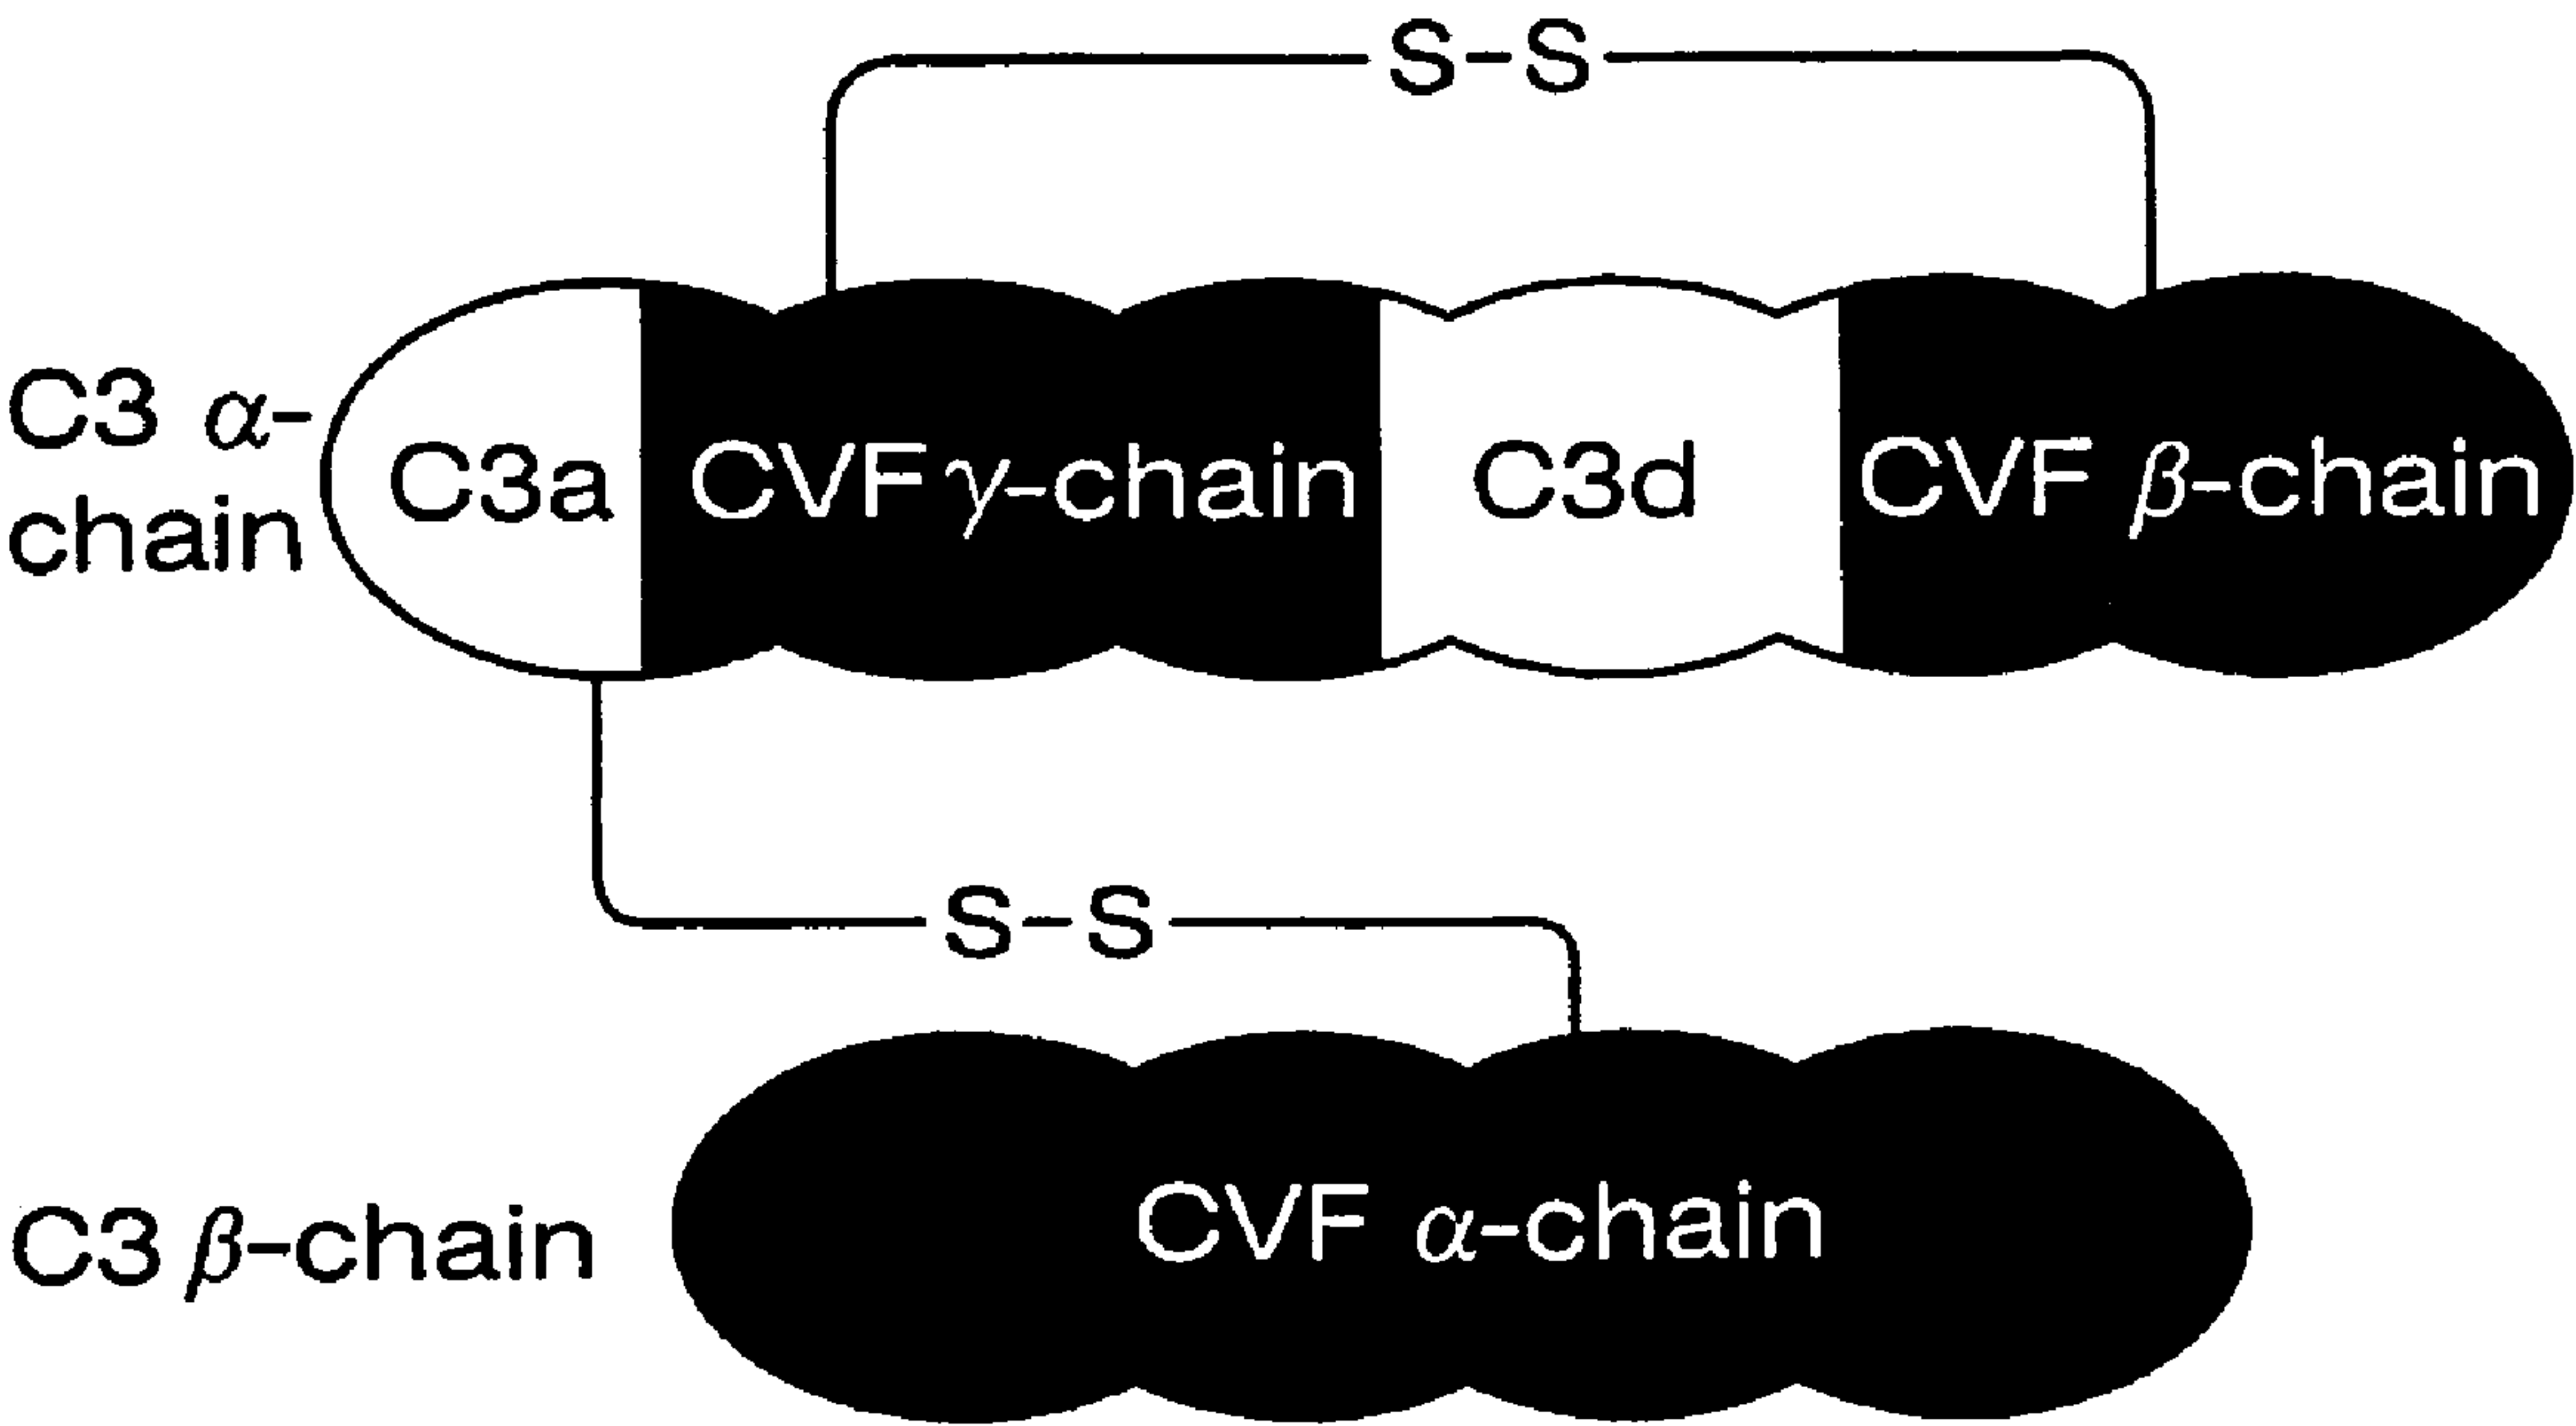 S-S
C3 α-
chain
C3a
CVF γ-chain
C3d
CVF β-chain
S-S
C3 β-chain
CVF α-chain